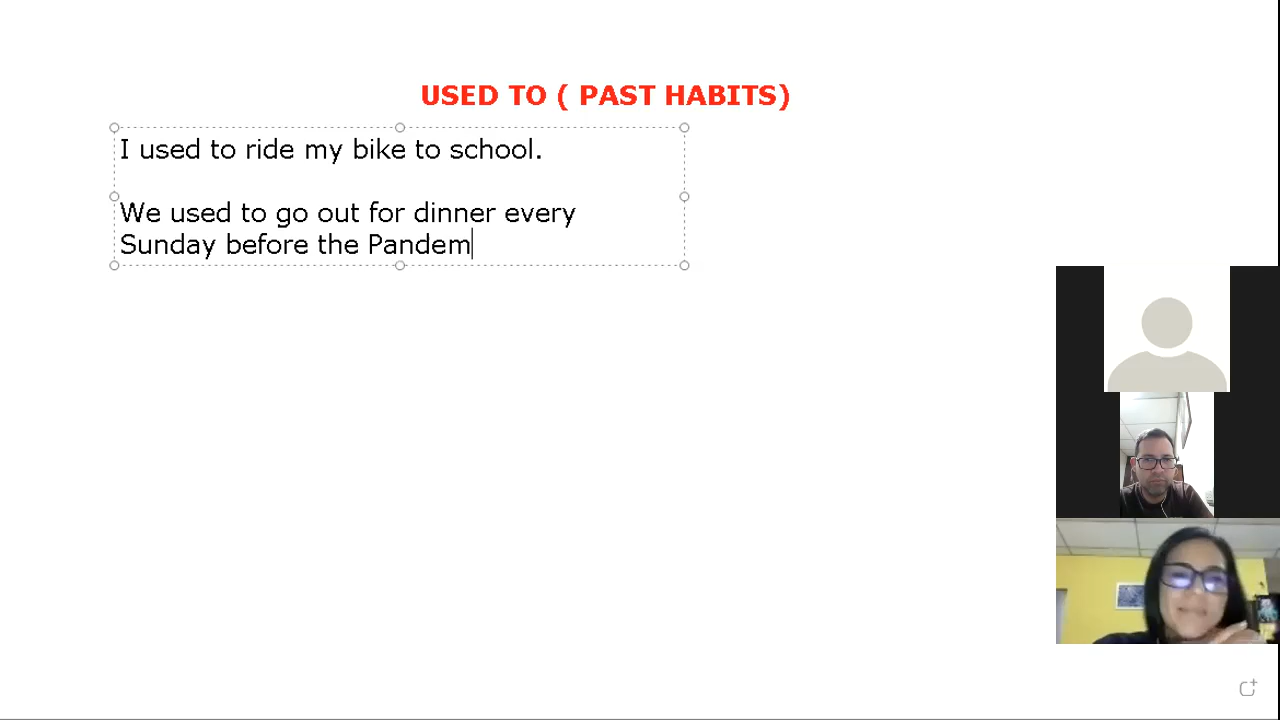 USED TO ( PAST HABITS)
I used to ride my bike to school.
We used to go out for dinner every
Sunday before the Pandem